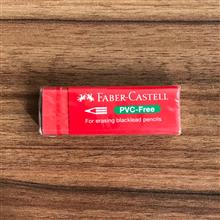 FABER-CASTELL
PVC-Free
For erasing blacklead pencils